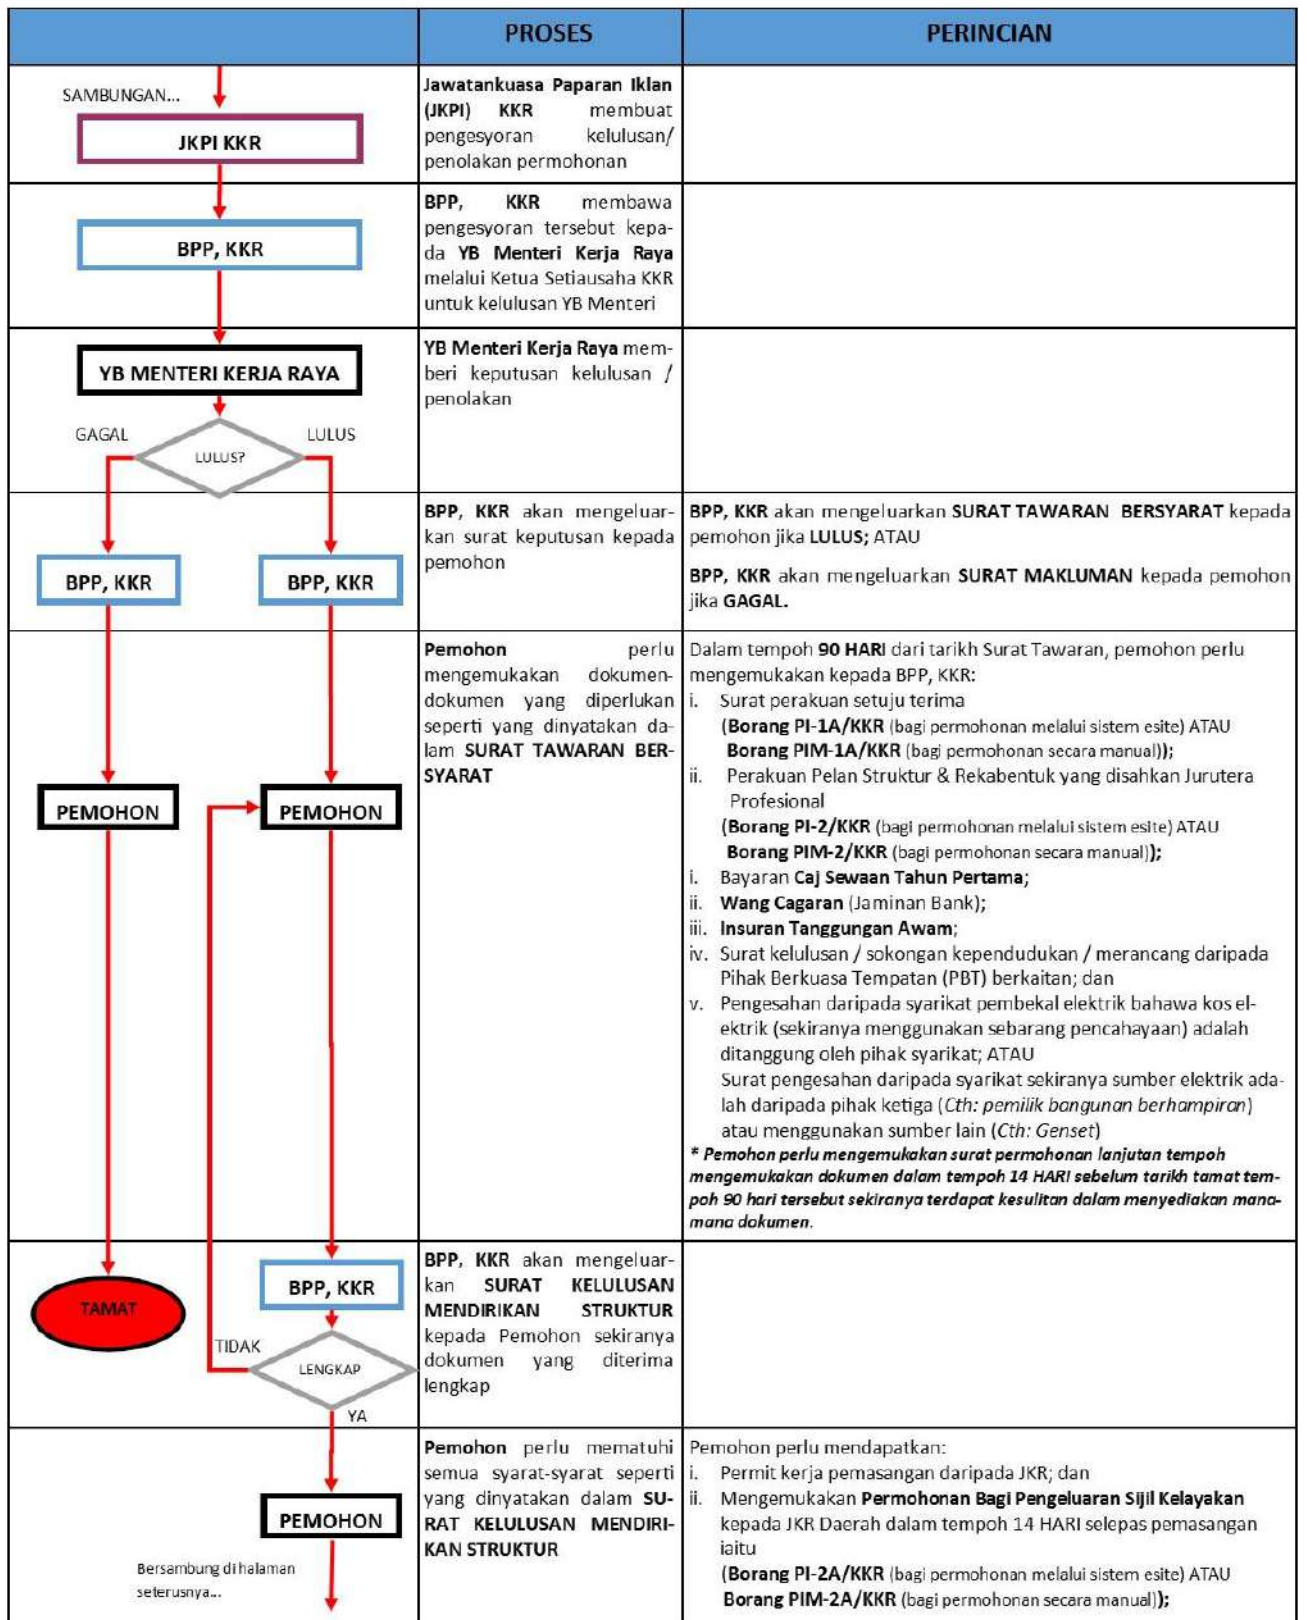 PROSES
PERINCIAN
SAMBUNGAN...
JKPI KKR
Jawatankuasa Paparan Iklan
(JKPI) KKR membuat
pengesyoran kelulusan/
penolakan permohonan
BPP, KKR
BPP, KKR membawa
pengesyoran tersebut kepa-
da YB Menteri Kerja Raya
melalui Ketua Setiausaha KKR
untuk kelulusan YB Menteri
YB MENTERI KERJA RAYA
GAGAL
LULUS
LULUS?
YB Menteri Kerja Raya mem-
beri keputusan kelulusan /
penolakan
BPP, KKR
BPP, KKR
BPP, KKR akan mengeluar-
kan surat keputusan kepada
pemohon
BPP, KKR akan mengeluarkan SURAT TAWARAN BERSYARAT kepada
pemohon jika LULUS; ATAU
BPP, KKR akan mengeluarkan SURAT MAKLUMAN kepada pemohon
jika GAGAL.
PEMOHON
PEMOHON
Pemohon perlu
mengemukakan dokumen-
dokumen yang diperlukan
seperti yang dinyatakan da-
lam SURAT TAWARAN BER-
SYARAT
Dalam tempoh 90 HARI dari tarikh Surat Tawaran, pemohon perlu
mengemukakan kepada BPP, KKR:
i. Surat perakuan setuju terima
(Borang PI-1A/KKR (bagi permohonan melalui sistem esite) ATAU
Borang PIM-1A/KKR (bagi permohonan secara manual));
ii. Perakuan Pelan Struktur & Rekabentuk yang disahkan Jurutera
Profesional
(Borang PI-2/KKR (bagi permohonan melalui sistem esite) ATAU
Borang PIM-2/KKR (bagi permohonan secara manual));
i. Bayaran Caj Sewaan Tahun Pertama;
ii. Wang Cagaran (Jaminan Bank);
iii. Insuran Tanggungan Awam;
iv. Surat kelulusan / sokongan kependudukan / merancang daripada
Pihak Berkuasa Tempatan (PBT) berkaitan; dan
v. Pengesahan daripada syarikat pembekal elektrik bahawa kos el-
ektrik (sekiranya menggunakan sebarang pencahayaan) adalah
ditanggung oleh pihak syarikat; ATAU
Surat pengesahan daripada syarikat sekiranya sumber elektrik ada-
lah daripada pihak ketiga (Cth: pemilik bangunan berhampiran)
atau menggunakan sumber lain (Cth: Genset)
* Pemohon perlu mengemukakan surat permohonan lanjutan tempoh
mengemukakan dokumen dalam tempoh 14 HARI sebelum tarikh tamat tem-
poh 90 hari tersebut sekiranya terdapat kesulitan dalam menyediakan mana-
mana dokumen.
TAMAT
BPP, KKR
TIDAK
LENGKAP
YA
BPP, KKR akan mengeluar-
kan SURAT KELULUSAN
MENDIRIKAN STRUKTUR
kepada Pemohon sekiranya
dokumen yang diterima
lengkap
PEMOHON
Bersambung di halaman
seterusnya...
Pemohon perlu mematuhi
semua syarat-syarat seperti
yang dinyatakan dalam SU-
RAT KELULUSAN MENDIRI-
KAN STRUKTUR
Pemohon perlu mendapatkan:
i. Permit kerja pemasangan daripada JKR; dan
ii. Mengemukakan Permohonan Bagi Pengeluaran Sijil Kelayakan
kepada JKR Daerah dalam tempoh 14 HARI selepas pemasangan
iaitu
(Borang PI-2A/KKR (bagi permohonan melalui sistem esite) ATAU
Borang PIM-2A/KKR (bagi permohonan secara manual));